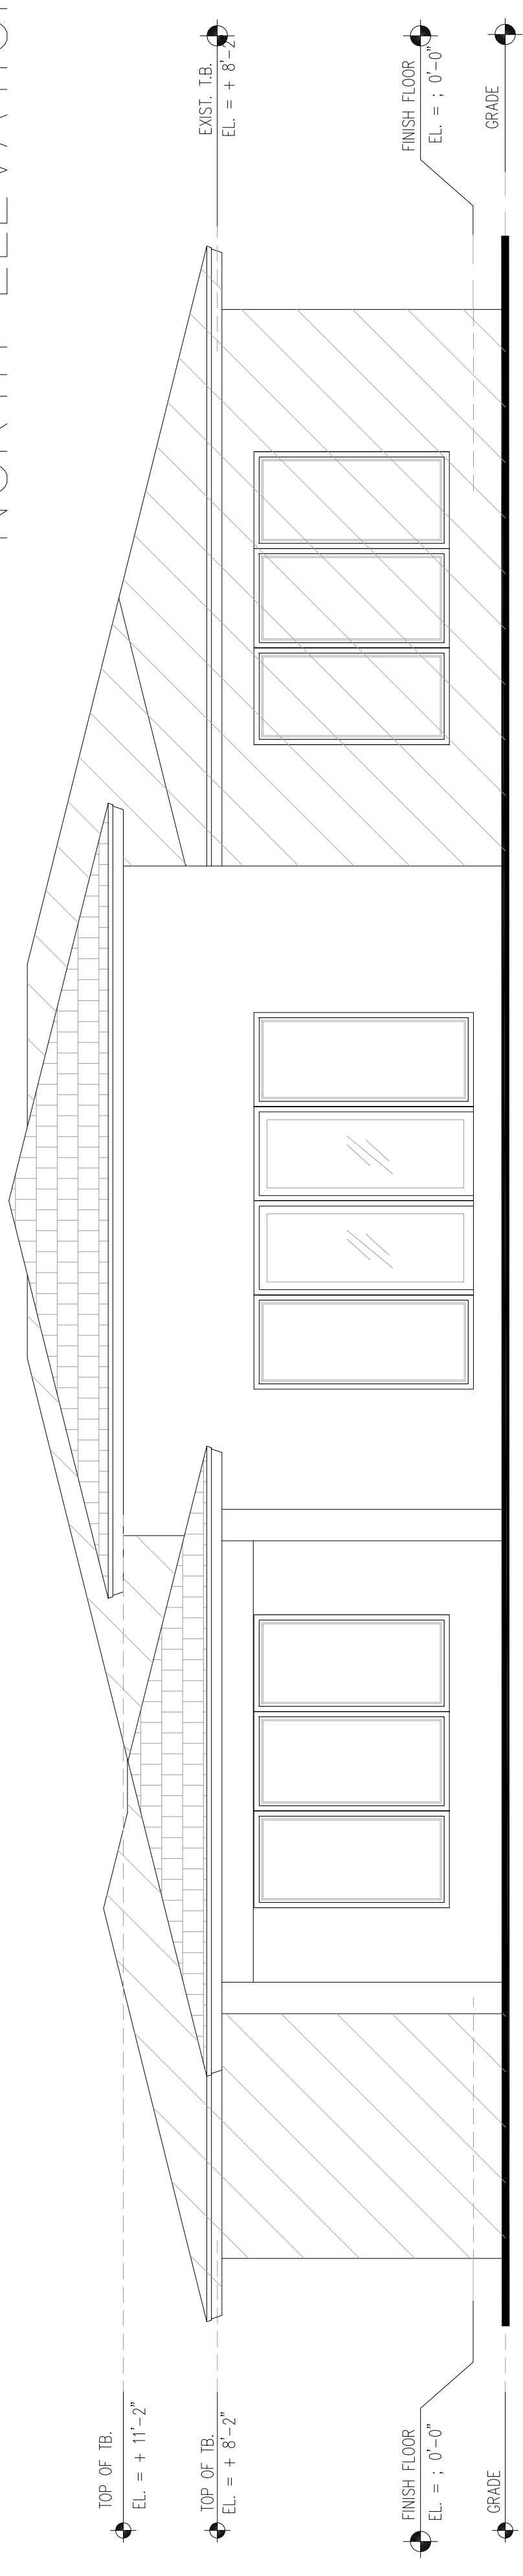 TOP OF TB.
EL. = + 11'-2"
TOP OF TB.
EL. = + 8'-2"
FINISH FLOOR
EL. = ; 0'-0"
GRADE
EXIST. T.B.
EL. = + 8'-2"
FINISH FLOOR
EL. = ; 0'-0"
GRADE